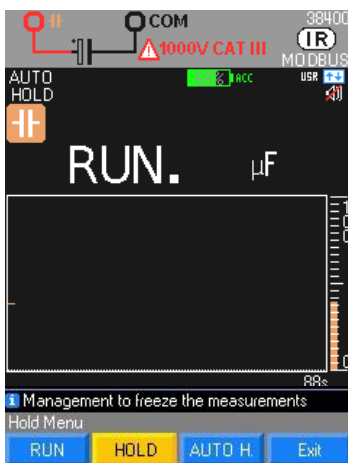 COM 38400
1000V CAT III IR
MODBUS
AUTO ACC USR
HOLD
RUN. µF
88s
Management to freeze the measurements
Hold Menu
RUN HOLD AUTO H. Exit